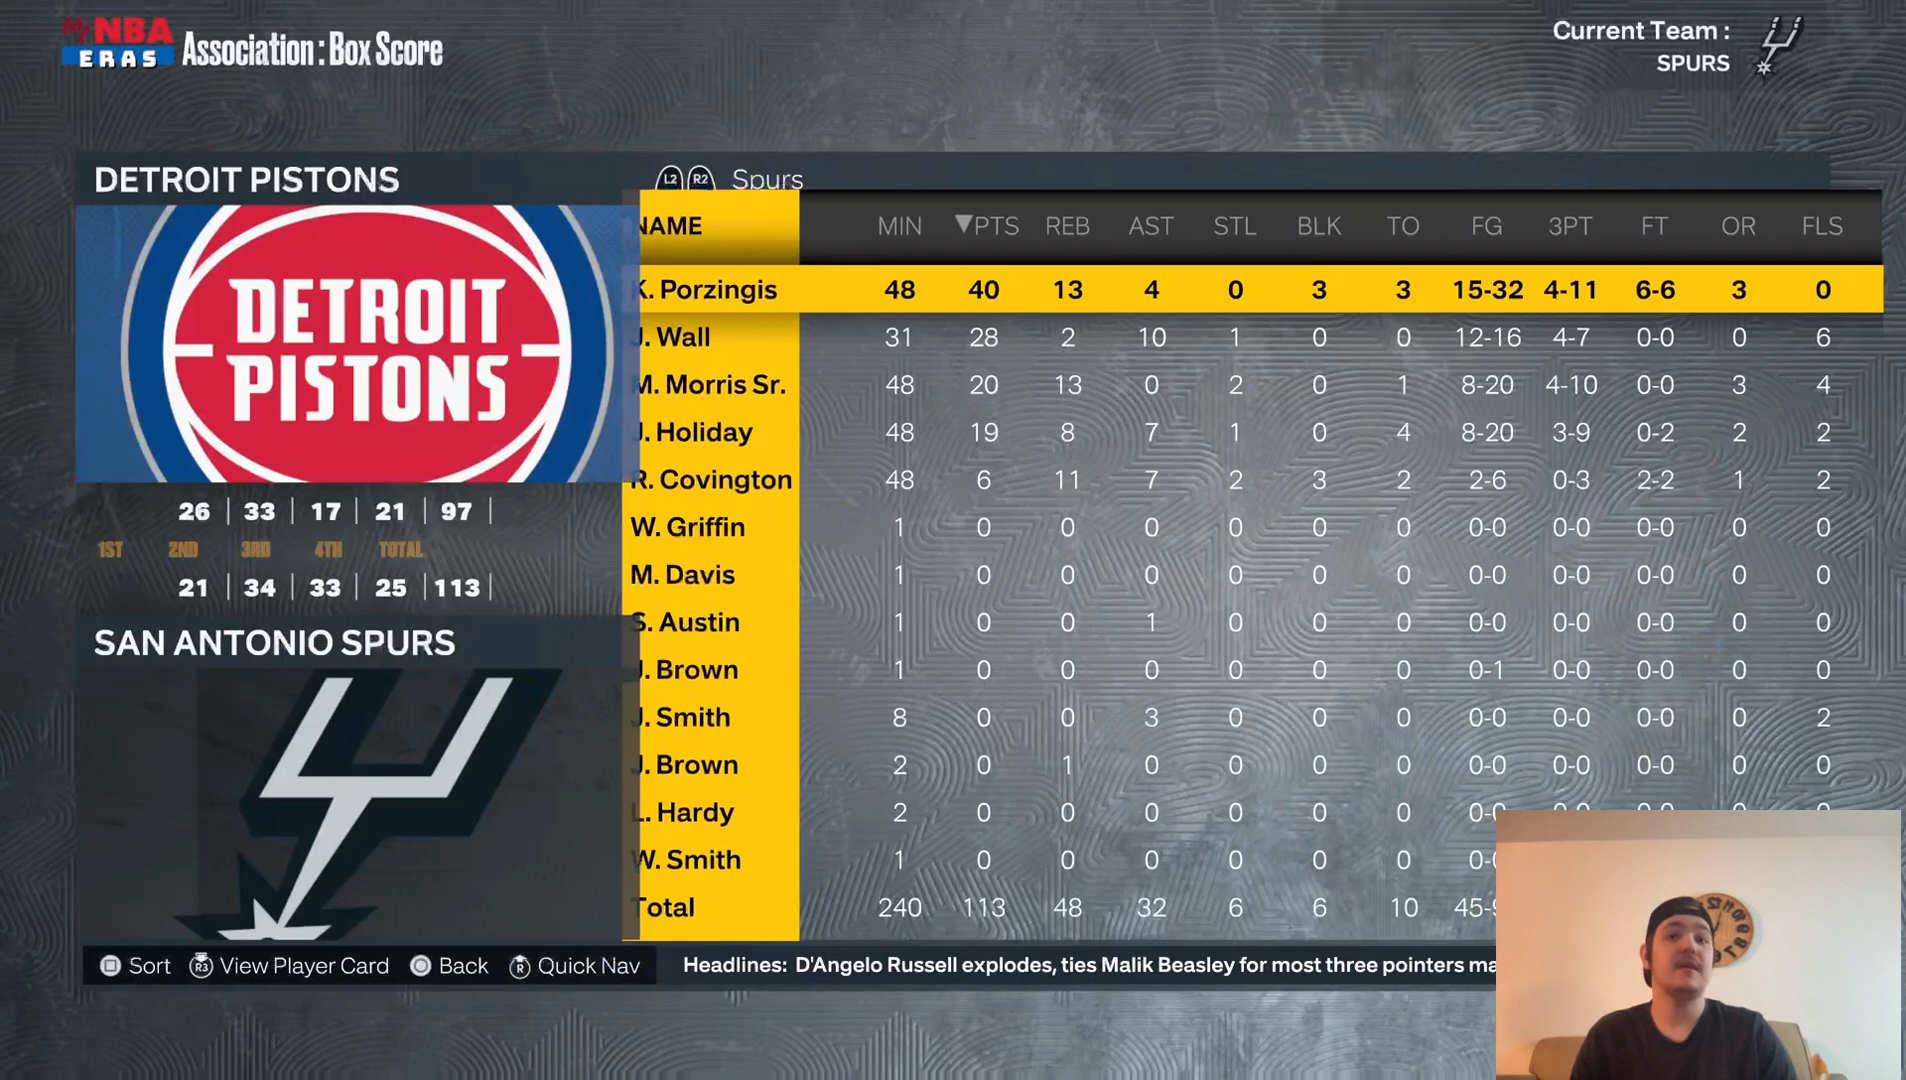 MyNBA ERAS Association : Box Score
Current Team :
SPURS
DETROIT PISTONS
DETROIT
PISTONS
26 | 33 | 17 | 21 | 97 |
1ST 2ND 3RD 4TH TOTAL
21 | 34 | 33 | 25 | 113 |
SAN ANTONIO SPURS
L2 R2 Spurs
NAME MIN ▼PTS REB AST STL BLK TO FG 3PT FT OR FLS
K. Porzingis 48 40 13 4 0 3 3 15-32 4-11 6-6 3 0
J. Wall 31 28 2 10 1 0 0 12-16 4-7 0-0 0 6
M. Morris Sr. 48 20 13 0 2 0 1 8-20 4-10 0-0 3 4
J. Holiday 48 19 8 7 1 0 4 8-20 3-9 0-2 2 2
R. Covington 48 6 11 7 2 3 2 2-6 0-3 2-2 1 2
W. Griffin 1 0 0 0 0 0 0 0-0 0-0 0-0 0 0
M. Davis 1 0 0 0 0 0 0 0-0 0-0 0-0 0 0
S. Austin 1 0 0 1 0 0 0 0-0 0-0 0-0 0 0
J. Brown 1 0 0 0 0 0 0 0-1 0-0 0-0 0 0
J. Smith 8 0 0 3 0 0 0 0-0 0-0 0-0 0 2
J. Brown 2 0 1 0 0 0 0 0-0 0-0 0-0 0 0
L. Hardy 2 0 0 0 0 0 0
W. Smith 1 0 0 0 0 0 0
Total 240 113 48 32 6 6 10
Sort R3 View Player Card Back R Quick Nav
Headlines: D'Angelo Russell explodes, ties Malik Beasley for most three pointers